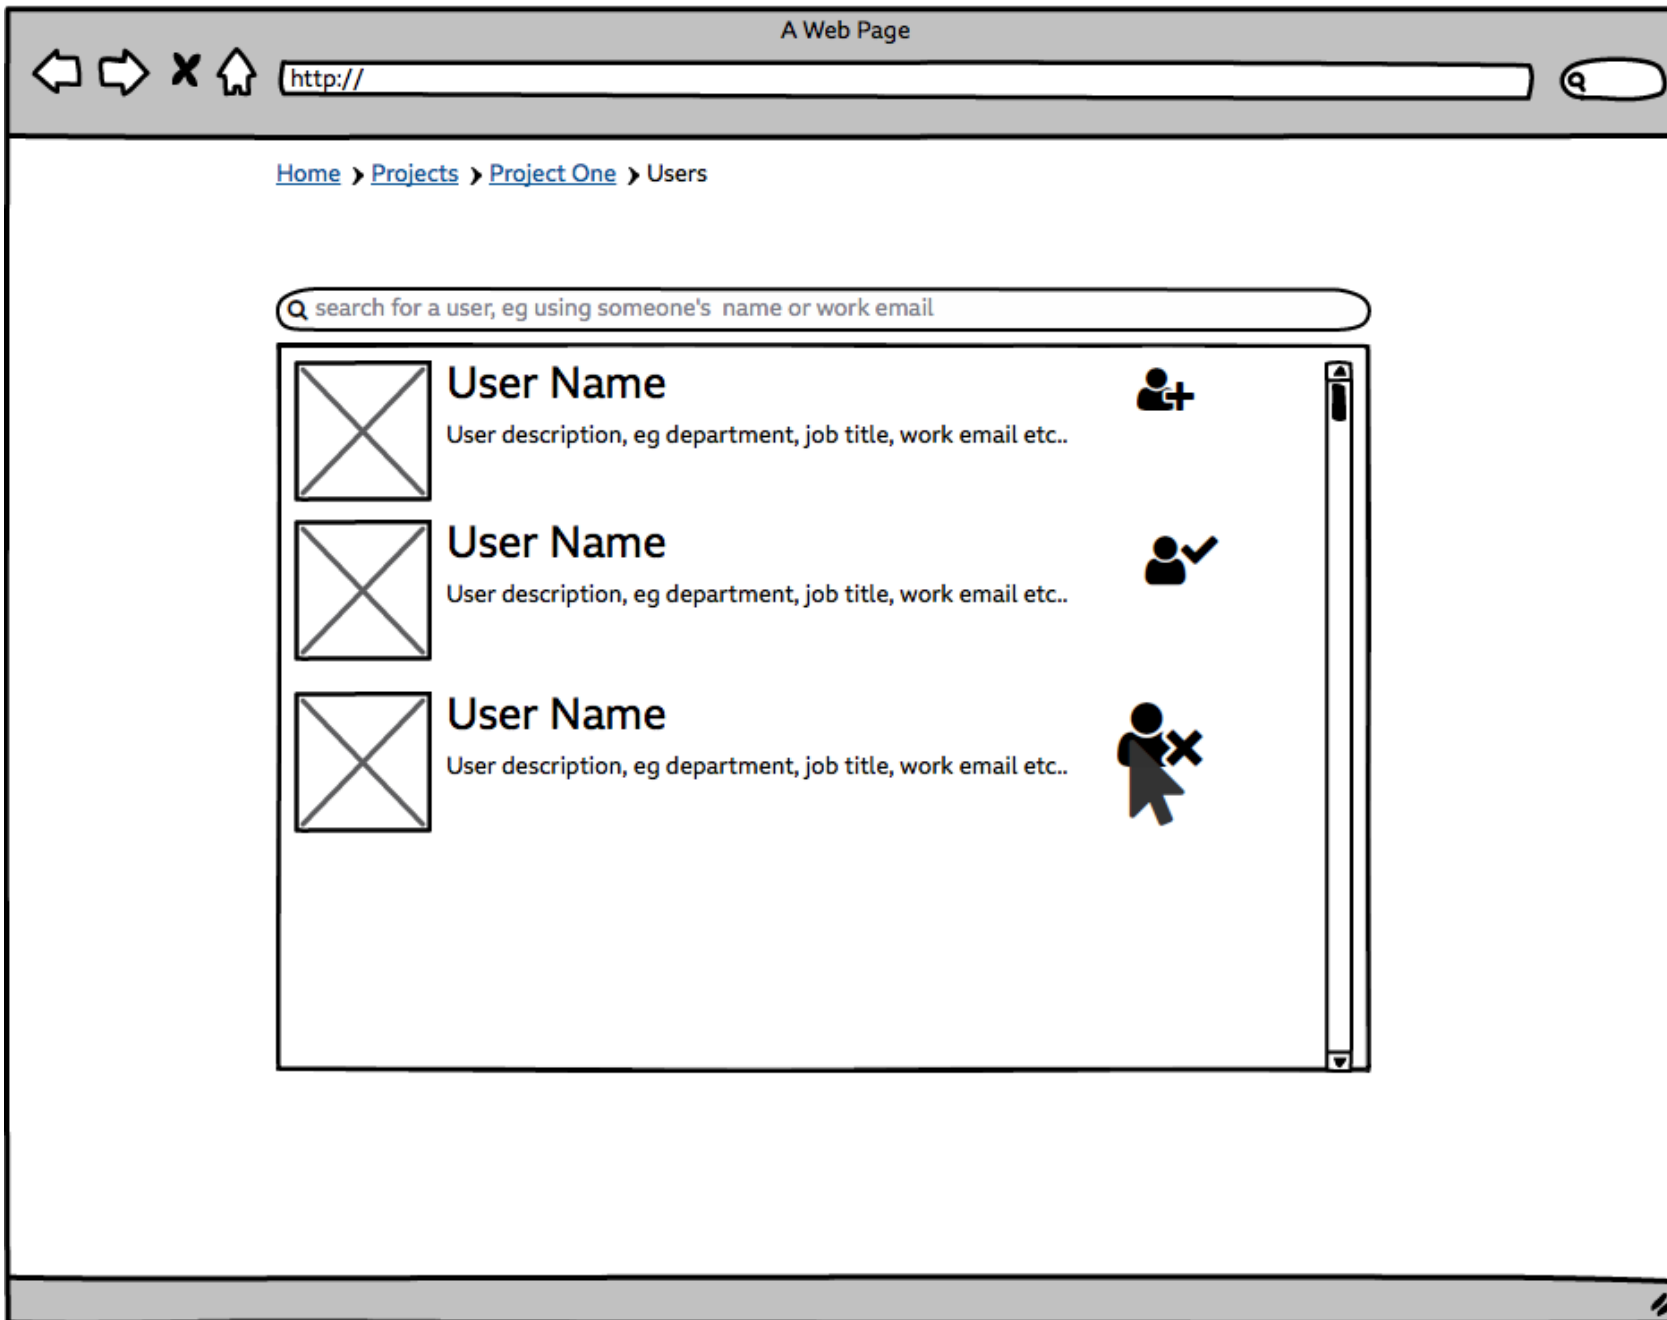 A Web Page
http://
Home > Projects > Project One > Users
search for a user, eg using someone's  name or work email
User Name
User description, eg department, job title, work email etc..
User Name
User description, eg department, job title, work email etc..
User Name
User description, eg department, job title, work email etc..